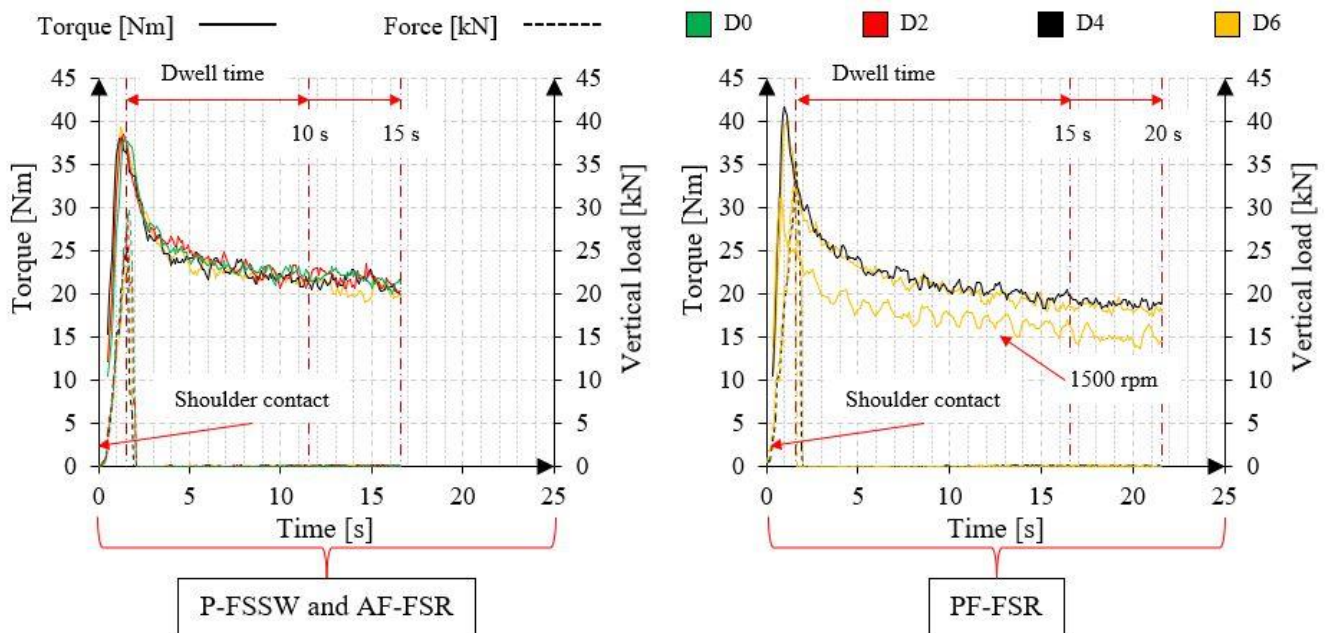 Torque [Nm] Force [kN] D0 D2 D4 D6
Dwell time
10 s 15 s
45
40
35
30
25
20
15
10
5
0
Torque [Nm]
45
40
35
30
25
20
15
10
5
0
Vertical load [kN]
Shoulder contact
0 5 10 15 20 25
Time [s]
P-FSSW and AF-FSR
Dwell time
15 s 20 s
45
40
35
30
25
20
15
10
5
0
Torque [Nm]
45
40
35
30
25
20
15
10
5
0
Vertical load [kN]
1500 rpm
Shoulder contact
0 5 10 15 20 25
Time [s]
PF-FSR